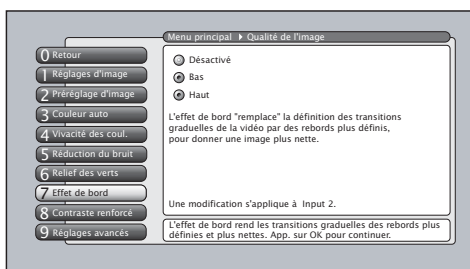 Menu principal ▶ Qualité de l'image
0 Retour
1 Réglages d'image
2 Préréglage d'image
3 Couleur auto
4 Vivacité des coul.
5 Réduction du bruit
6 Relief des verts
7 Effet de bord
8 Contraste renforcé
9 Réglages avancés
Désactivé
Bas
Haut
L'effet de bord "remplace" la définition des transitions
graduelles de la vidéo par des rebords plus définis,
pour donner une image plus nette.
Une modification s'applique à Input 2.
L'effet de bord rend les transitions graduelles des rebords plus
définies et plus nettes. App. sur OK pour continuer.